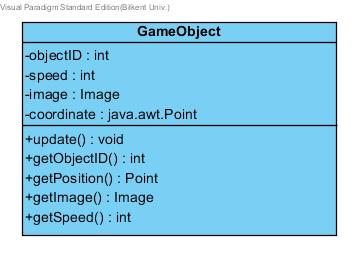 Visual Paradigm Standard Edition(Bilkent Univ.)
GameObject
-objectID : int
-speed : int
-image : Image
-coordinate : java.awt.Point
+update() : void
+getObjectID() : int
+getPosition() : Point
+getImage() : Image
+getSpeed() : int